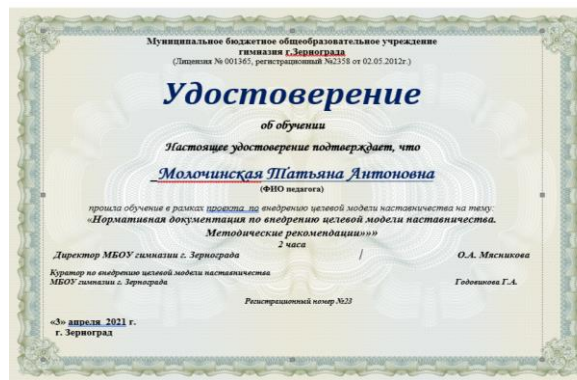 Муниципальное бюджетное общеобразовательное учреждение
гимназия г.Зернограда
(Лицензия № 001365, регистрационный №2358 от 02.05.2012г.)
Удостоверение
об обучении
Настоящее удостоверение подтверждает, что
_Молочинская Татьяна Антоновна
(ФИО педагога)
прошла обучение в рамках проекта по внедрению целевой модели наставничества на тему:
«Нормативная документация по внедрению целевой модели наставничества.
Методические рекомендации»»»
2 часа
Директор МБОУ гимназии г. Зернограда / О.А. Мясникова
Куратор по внедрению целевой модели наставничества
МБОУ гимназии г. Зернограда Годовикова Г.А.
Регистрационный номер №23
«3» апреля 2021 г.
г. Зерноград